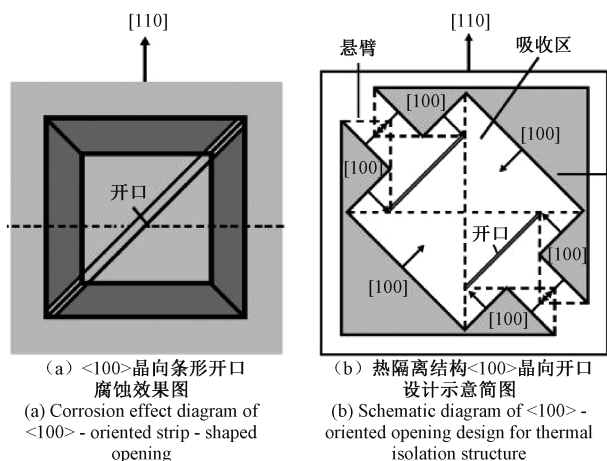 [110]
开口
[110]
悬臂
吸收区
[100]
[100]
[100]
[100]
开口
[100]
[100]
[100]
（a）<100>晶向条形开口
腐蚀效果图
(a) Corrosion effect diagram of
<100> - oriented strip - shaped
opening
（b）热隔离结构<100>晶向开口
设计示意简图
(b) Schematic diagram of <100> -
oriented opening design for thermal
isolation structure